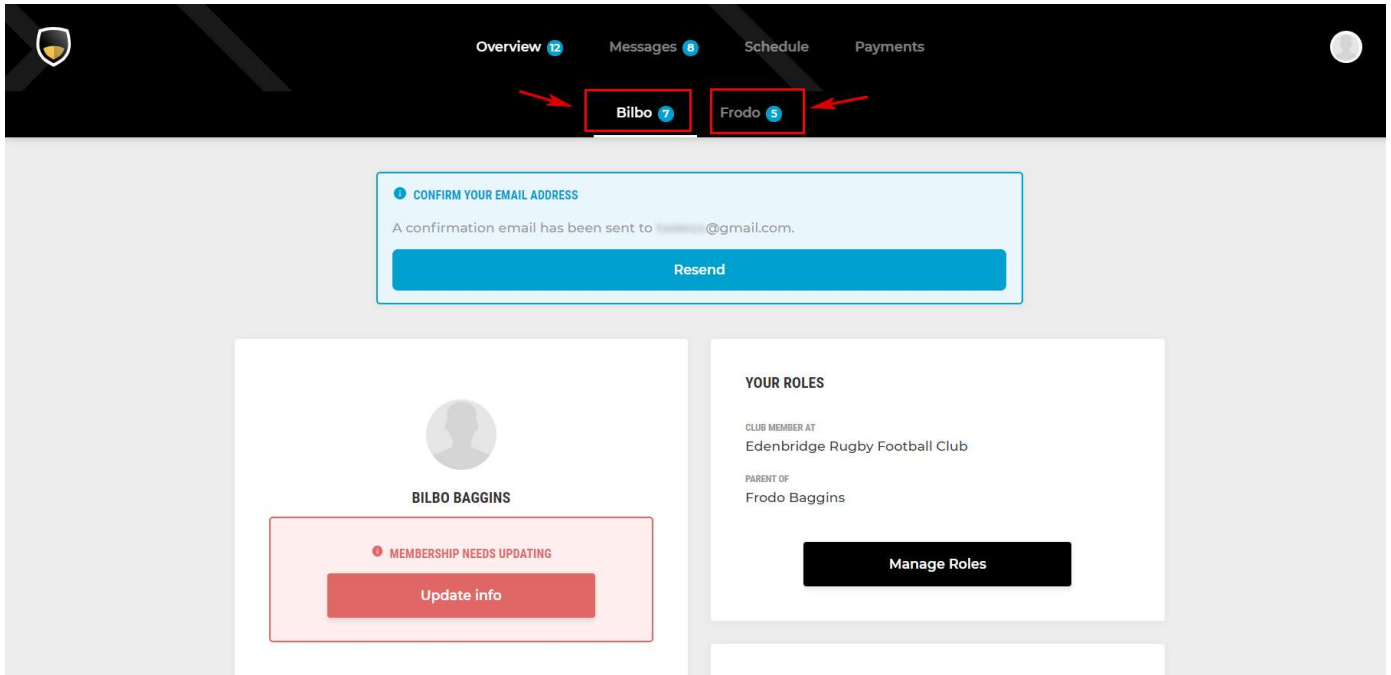 Overview 12 Messages 8 Schedule Payments
Bilbo 7 Frodo 5
CONFIRM YOUR EMAIL ADDRESS
A confirmation email has been sent to @gmail.com.
Resend
BILBO BAGGINS
MEMBERSHIP NEEDS UPDATING
Update info
YOUR ROLES
CLUB MEMBER AT
Edenbridge Rugby Football Club
PARENT OF
Frodo Baggins
Manage Roles